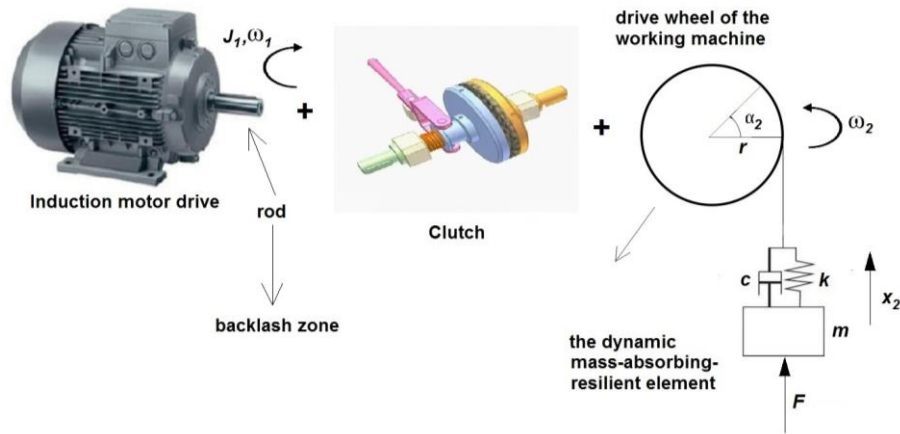 drive wheel of the
working machine
J₁,ω₁
+
+
α₂
r
ω₂
Induction motor drive
rod
Clutch
c
k
x₂
backlash zone
m
the dynamic
mass-absorbing-
resilient element
F